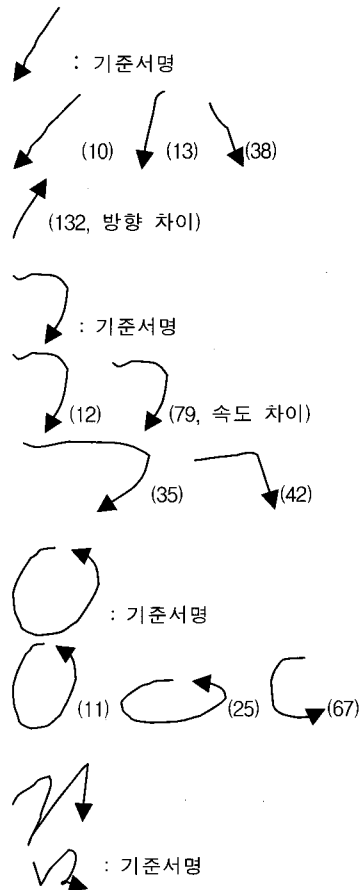 : 기준서명
(10) (13) (38)
(132, 방향 차이)
: 기준서명
(12) (79, 속도 차이)
(35) (42)
: 기준서명
(11) (25) (67)
: 기준서명